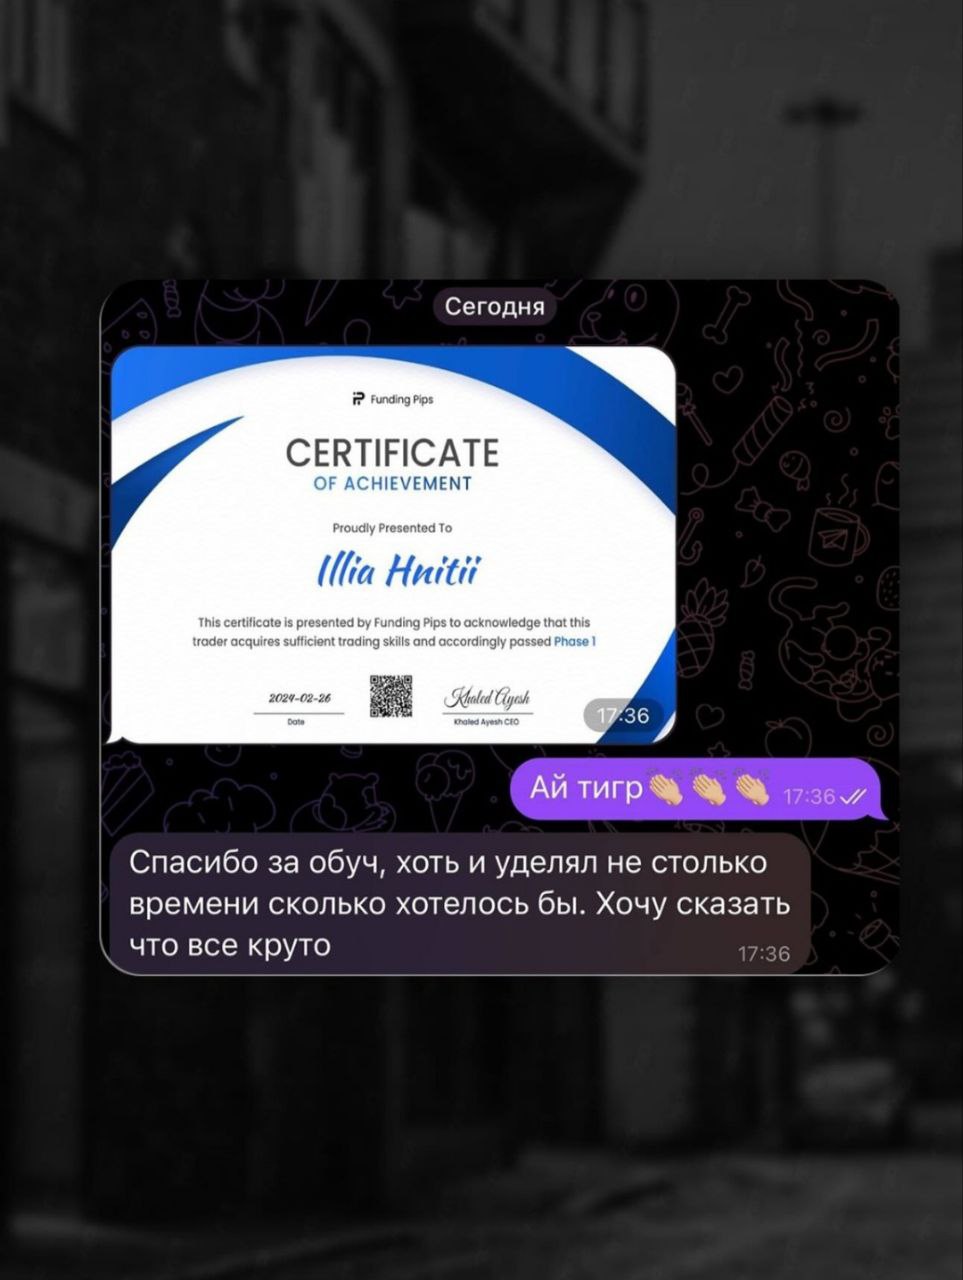 Сегодня
Funding Pips
CERTIFICATE
OF ACHIEVEMENT
Proudly Presented To
Illia Hnitii
This certificate is presented by Funding Pips to acknowledge that this
trader acquires sufficient trading skills and accordingly passed Phase 1
2024-02-26
Khaled Ayesh
Date
Khaled Ayesh CEO
17:36
Ай тигр👏🏼👏🏼👏🏼 17:36
Спасибо за обуч, хоть и уделял не столько
времени сколько хотелось бы. Хочу сказать
что все круто
17:36